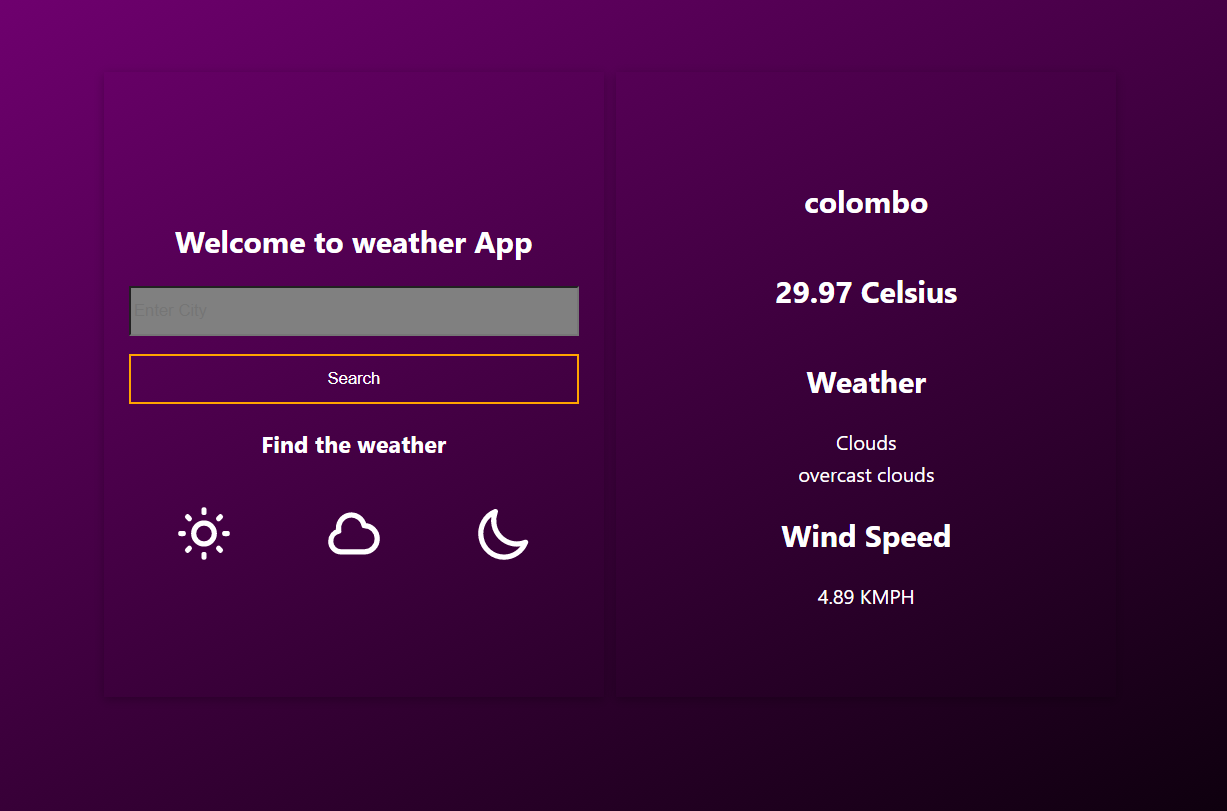 Welcome to weather App
Enter City
Search
Find the weather
colombo
29.97 Celsius
Weather
Clouds
overcast clouds
Wind Speed
4.89 KMPH